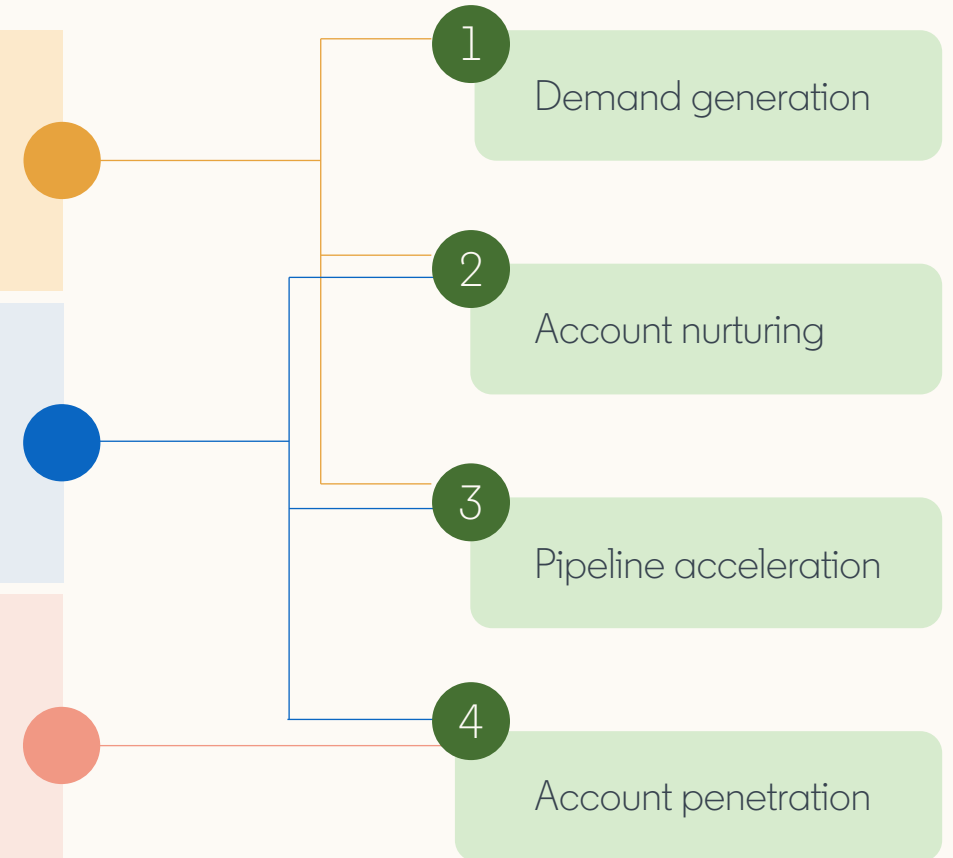 1
Demand generation
2
Account nurturing
3
Pipeline acceleration
4
Account penetration